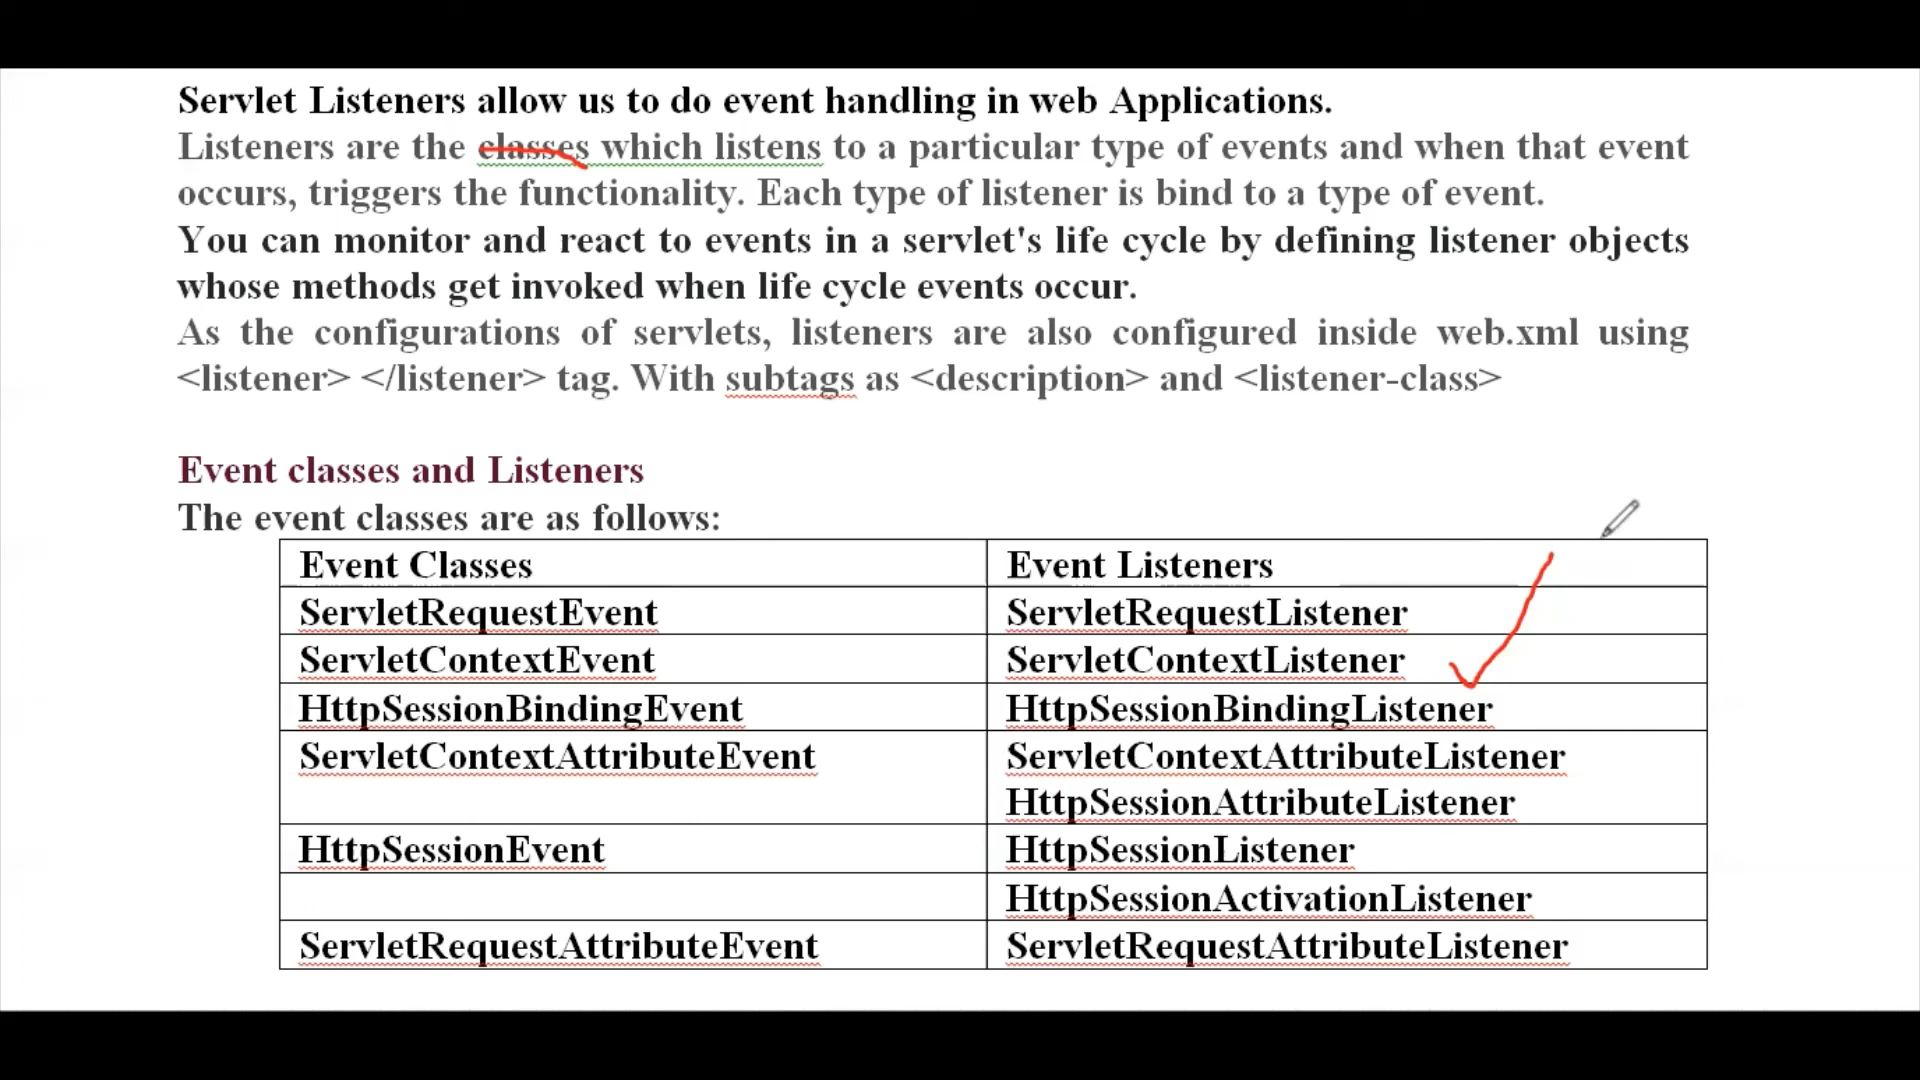 Servlet Listeners allow us to do event handling in web Applications.
Listeners are the classes which listens to a particular type of events and when that event
occurs, triggers the functionality. Each type of listener is bind to a type of event.
You can monitor and react to events in a servlet's life cycle by defining listener objects
whose methods get invoked when life cycle events occur.
As the configurations of servlets, listeners are also configured inside web.xml using
<listener> </listener> tag. With subtags as <description> and <listener-class>
Event classes and Listeners
The event classes are as follows:
Event Classes Event Listeners
ServletRequestEvent ServletRequestListener
ServletContextEvent ServletContextListener
HttpSessionBindingEvent HttpSessionBindingListener
ServletContextAttributeEvent ServletContextAttributeListener
HttpSessionAttributeListener
HttpSessionEvent HttpSessionListener
HttpSessionActivationListener
ServletRequestAttributeEvent ServletRequestAttributeListener